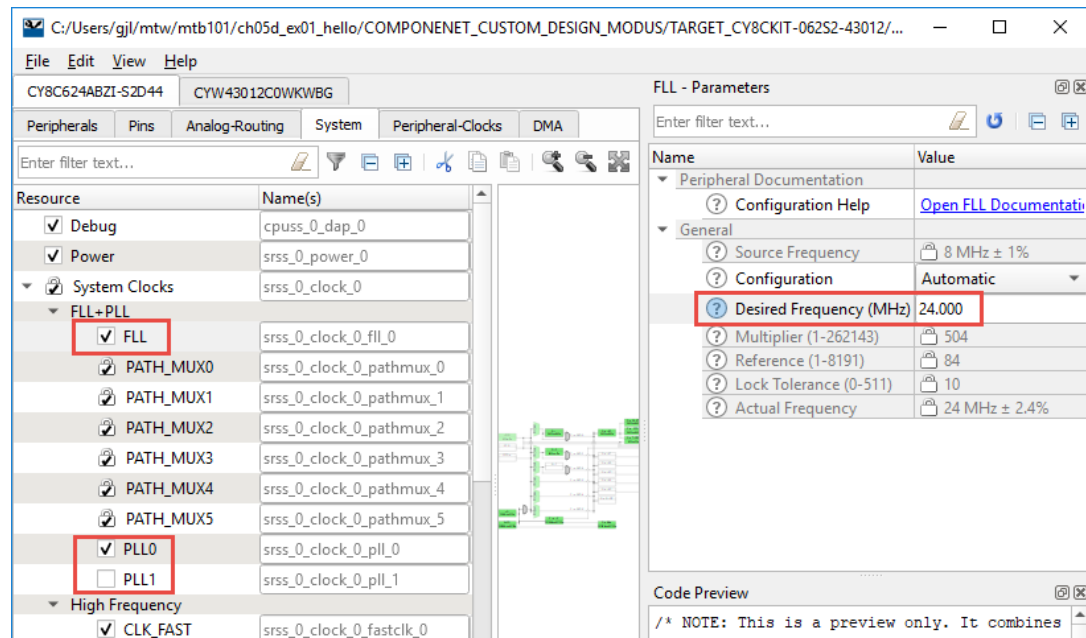 C:/Users/gjl/mtw/mtb101/ch05d_ex01_hello/COMPONENET_CUSTOM_DESIGN_MODUS/TARGET_CY8CKIT-062S2-43012/...
File Edit View Help
CY8C624ABZI-S2D44 CYW43012C0WKWBG
Peripherals Pins Analog-Routing System Peripheral-Clocks DMA
Enter filter text...
Resource Name(s)
Debug cpuss_0_dap_0
Power srss_0_power_0
System Clocks srss_0_clock_0
FLL+PLL
FLL srss_0_clock_0_fll_0
PATH_MUX0 srss_0_clock_0_pathmux_0
PATH_MUX1 srss_0_clock_0_pathmux_1
PATH_MUX2 srss_0_clock_0_pathmux_2
PATH_MUX3 srss_0_clock_0_pathmux_3
PATH_MUX4 srss_0_clock_0_pathmux_4
PATH_MUX5 srss_0_clock_0_pathmux_5
PLL0 srss_0_clock_0_pll_0
PLL1 srss_0_clock_0_pll_1
High Frequency
CLK_FAST srss_0_clock_0_fastclk_0
FLL - Parameters
Enter filter text...
Name Value
Peripheral Documentation
Configuration Help Open FLL Documentati
General
Source Frequency 8 MHz ± 1%
Configuration Automatic
Desired Frequency (MHz) 24.000
Multiplier (1-262143) 504
Reference (1-8191) 84
Lock Tolerance (0-511) 10
Actual Frequency 24 MHz ± 2.4%
Code Preview
/* NOTE: This is a preview only. It combines